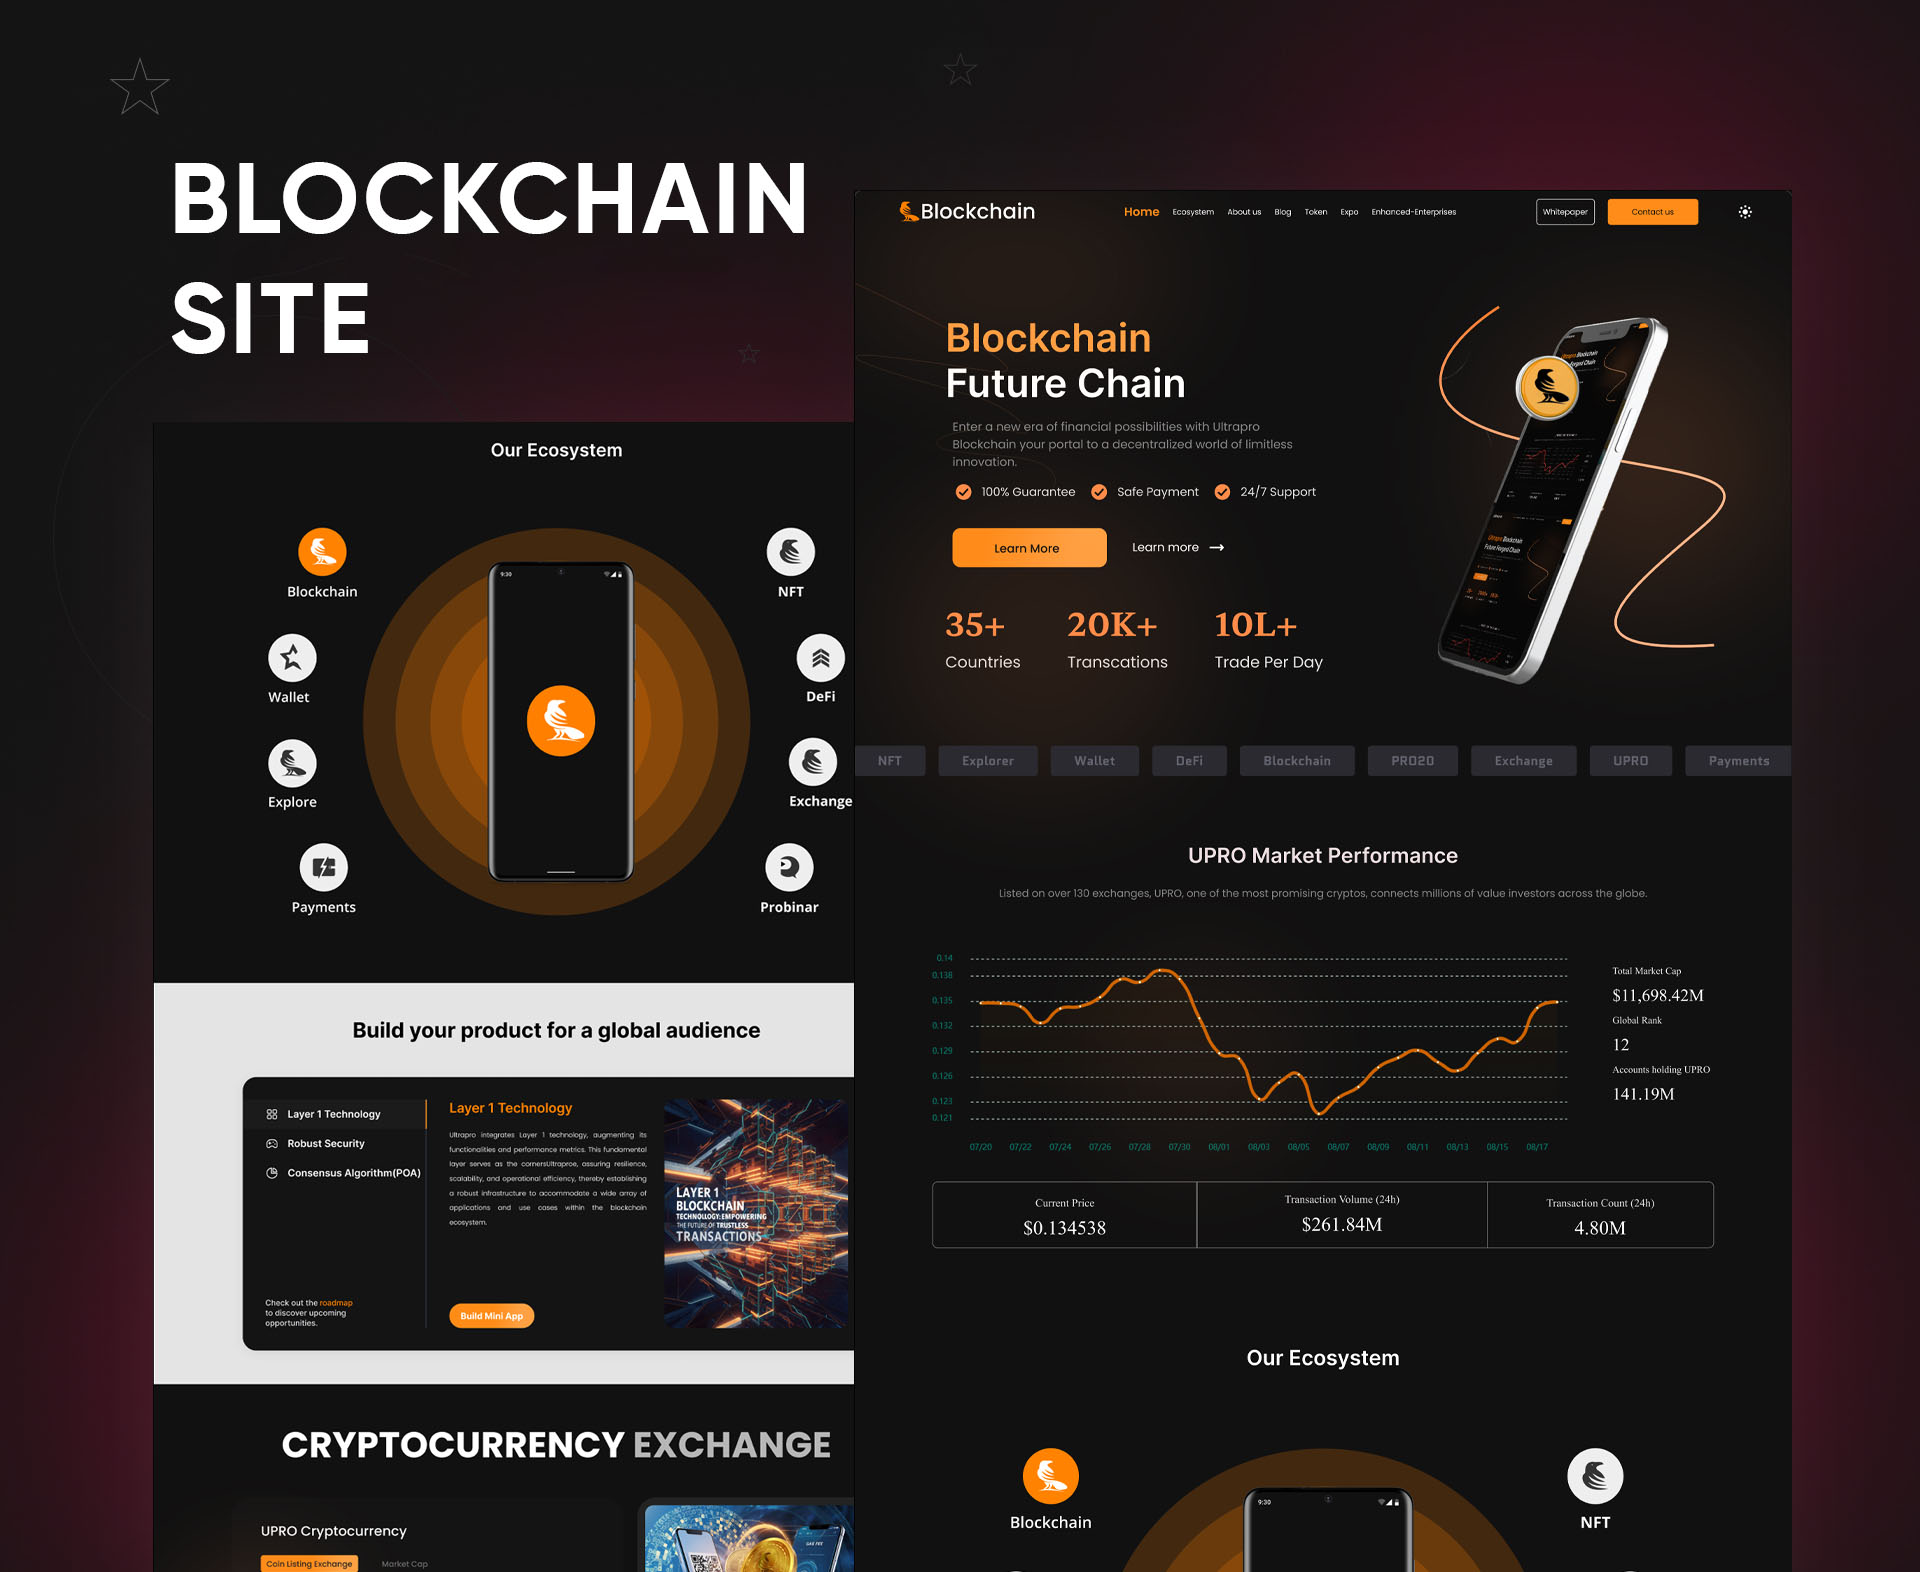 BLOCKCHAIN
SITE
Our Ecosystem
Blockchain
NFT
9:30
Wallet
DeFi
Explore
Exchange
Payments
Probinar
Build your product for a global audience
Layer 1 Technology
Robust Security
Consensus Algorithm(POA)
Check out the roadmap
to discover upcoming
opportunities.
Layer 1 Technology
Ultrapro integrates Layer 1 technology, augmenting its
functionalities and performance metrics. This fundamental
layer serves as the cornersUltraproe, assuring resilience,
scalability, and operational efficiency, thereby establishing
a robust infrastructure to accommodate a wide array of
applications and use cases within the blockchain
ecosystem.
Build Mini App
LAYER 1
BLOCKCHAIN
TECHNOLOGY: EMPOWERING
THE FUTURE OF TRUSTLESS
TRANSACTIONS
CRYPTOCURRENCY EXCHANGE
UPRO Cryptocurrency
Coin Listing Exchange Market Cap
GAS FEE
Blockchain
Home Ecosystem About us Blog Token Expo Enhanced-Enterprises
Whitepaper Contact us
Blockchain
Future Chain
Enter a new era of financial possibilities with Ultrapro
Blockchain your portal to a decentralized world of limitless
innovation.
100% Guarantee Safe Payment 24/7 Support
Learn More Learn more
35+ 20K+ 10L+
Countries Transcations Trade Per Day
Ultrapro Blockchain
Future Forged Chain
NFT Explorer Wallet DeFi Blockchain PRO20 Exchange UPRO Payments
UPRO Market Performance
Listed on over 130 exchanges, UPRO, one of the most promising cryptos, connects millions of value investors across the globe.
0.14
0.138
0.135
0.132
0.129
0.126
0.123
0.121
07/20 07/22 07/24 07/26 07/28 07/30 08/01 08/03 08/05 08/07 08/09 08/11 08/13 08/15 08/17
Total Market Cap
$11,698.42M
Global Rank
12
Accounts holding UPRO
141.19M
Current Price
$0.134538
Transaction Volume (24h)
$261.84M
Transaction Count (24h)
4.80M
Our Ecosystem
Blockchain
9:30
NFT